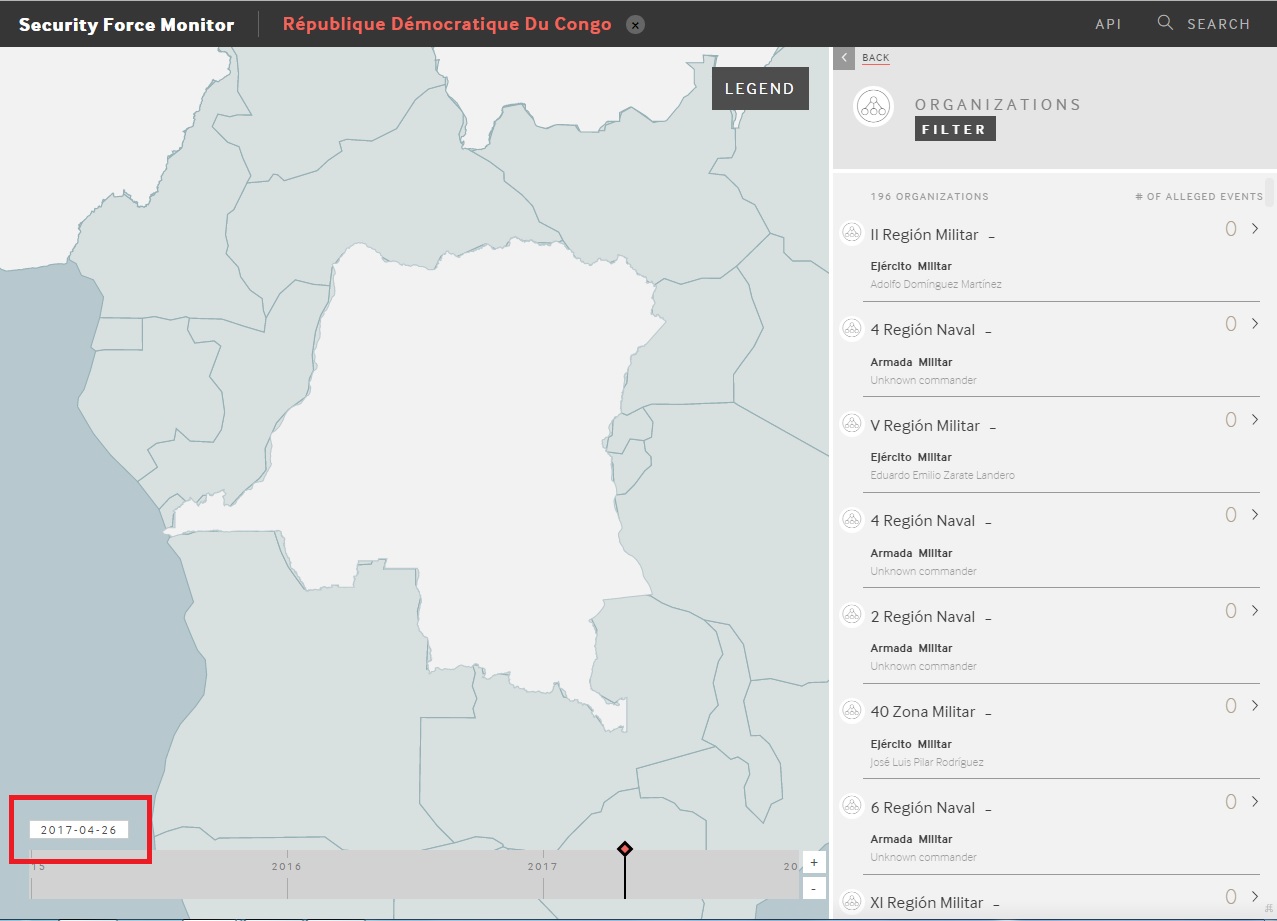 Security Force Monitor
République Démocratique Du Congo
API
SEARCH
LEGEND
BACK
ORGANIZATIONS
FILTER
196 ORGANIZATIONS
# OF ALLEGED EVENTS
II Región Militar –
0
Ejército Militar
Adolfo Domínguez Martínez
4 Región Naval –
0
Armada Militar
Unknown commander
V Región Militar –
0
Ejército Militar
Eduardo Emilio Zarate Landero
4 Región Naval –
0
Armada Militar
Unknown commander
2 Región Naval –
0
Armada Militar
Unknown commander
40 Zona Militar –
0
Ejército Militar
José Luis Pilar Rodríguez
6 Región Naval –
0
Armada Militar
Unknown commander
XI Región Militar –
0
2017-04-26
15
2016
2017
20
+
-